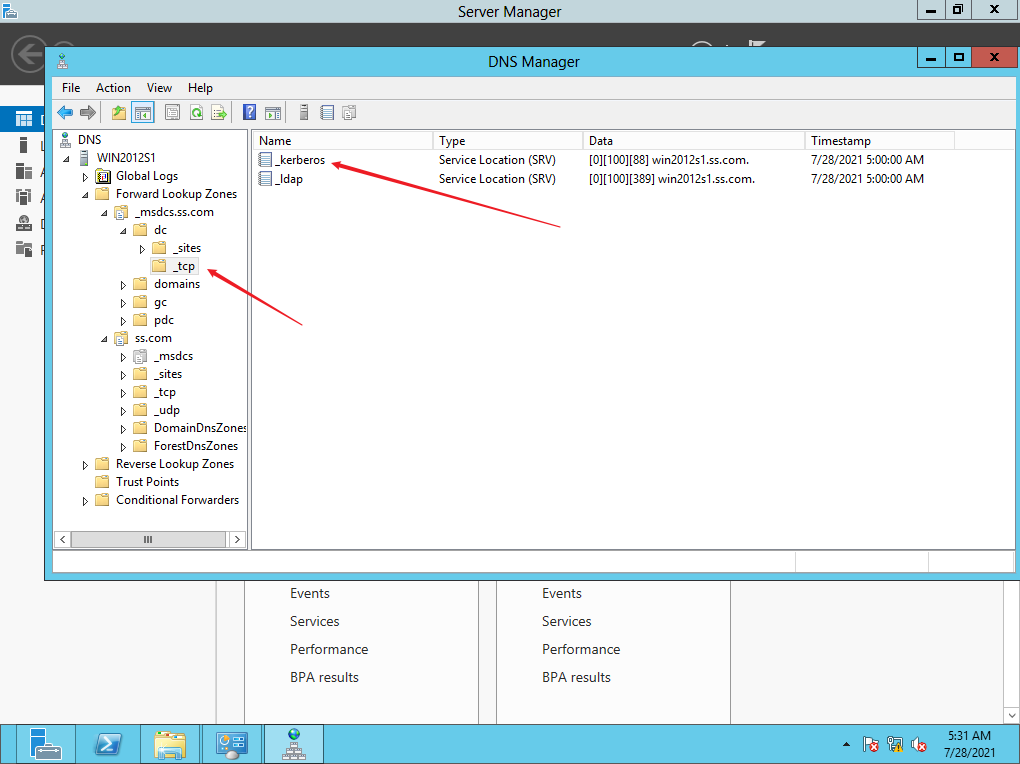 Server Manager
DNS Manager
File Action View Help
DNS
WIN2012S1
Global Logs
Forward Lookup Zones
_msdcs.ss.com
dc
_sites
_tcp
domains
gc
pdc
ss.com
_msdcs
_sites
_tcp
_udp
DomainDnsZones
ForestDnsZones
Reverse Lookup Zones
Trust Points
Conditional Forwarders
Name Type Data Timestamp
_kerberos Service Location (SRV) [0][100][88] win2012s1.ss.com. 7/28/2021 5:00:00 AM
_ldap Service Location (SRV) [0][100][389] win2012s1.ss.com. 7/28/2021 5:00:00 AM
Events
Services
Performance
BPA results
Events
Services
Performance
BPA results
5:31 AM
7/28/2021